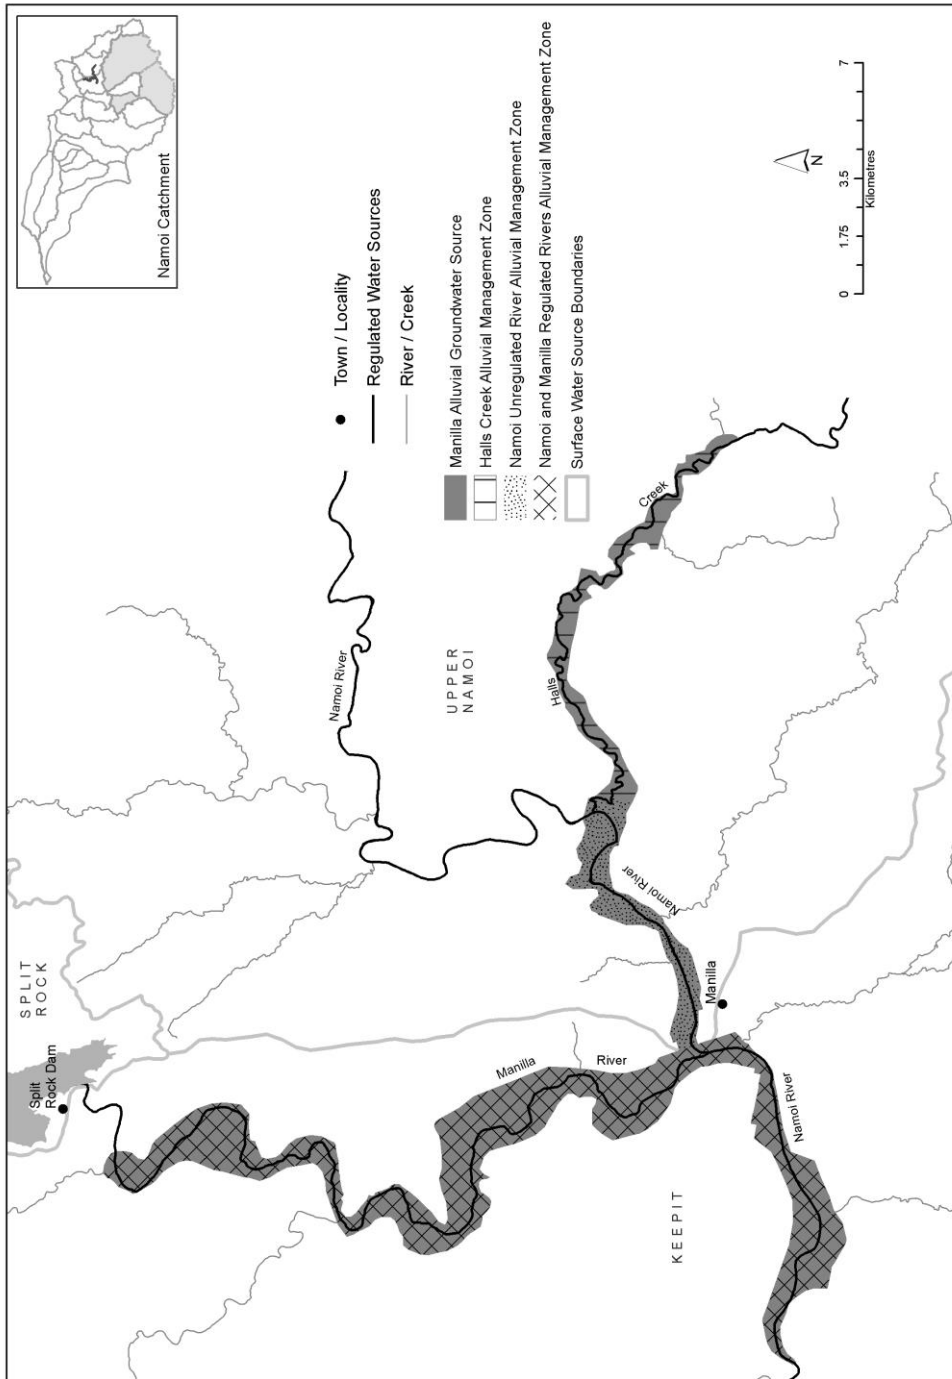 Namoi Catchment
Town / Locality
Regulated Water Sources
River / Creek
Manilla Alluvial Groundwater Source
Halls Creek Alluvial Management Zone
Namoi Unregulated River Alluvial Management Zone
Namoi and Manilla Regulated Rivers Alluvial Management Zone
Surface Water Source Boundaries
0 1.75 3.5 7
Kilometres
N
SPLIT
ROCK
Split
Rock Dam
Namoi River
UPPER
NAMOI
Halls
Creek
Namoi River
Manilla
Manilla
River
Namoi River
KEEPIT